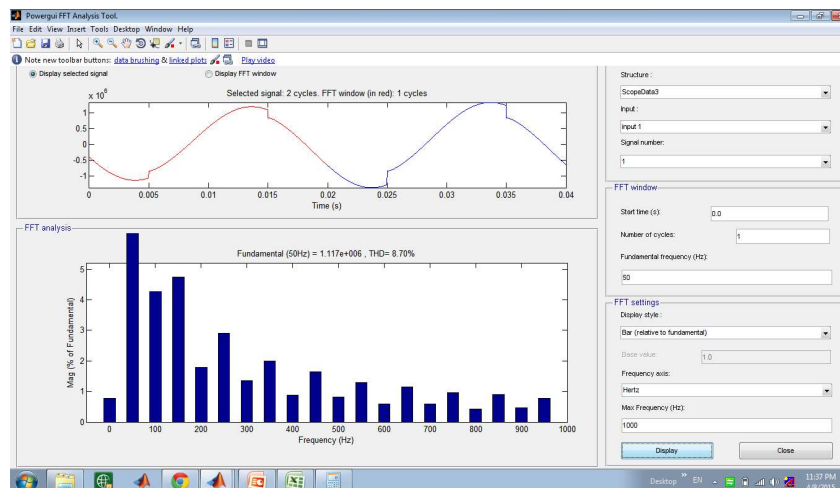 Powergui FFT Analysis Tool.
File Edit View Insert Tools Desktop Window Help
Note new toolbar buttons: data brushing & linked plots Play video
Display selected signal
Display FFT window
Selected signal: 2 cycles. FFT window (in red): 1 cycles
x 10^6
1
0.5
0
-0.5
-1
0 0.005 0.01 0.015 0.02 0.025 0.03 0.035 0.04
Time (s)
FFT analysis
Fundamental (50Hz) = 1.117e+006 , THD= 8.70%
5
4
3
2
1
0
Mag (% of Fundamental)
0 100 200 300 400 500 600 700 800 900 1000
Frequency (Hz)
Structure :
ScopeData3
Input :
input 1
Signal number:
1
FFT window
Start time (s): 0.0
Number of cycles: 1
Fundamental frequency (Hz):
50
FFT settings
Display style :
Bar (relative to fundamental)
Base value: 1.0
Frequency axis:
Hertz
Max Frequency (Hz):
1000
Display Close
Desktop EN 11:37 PM